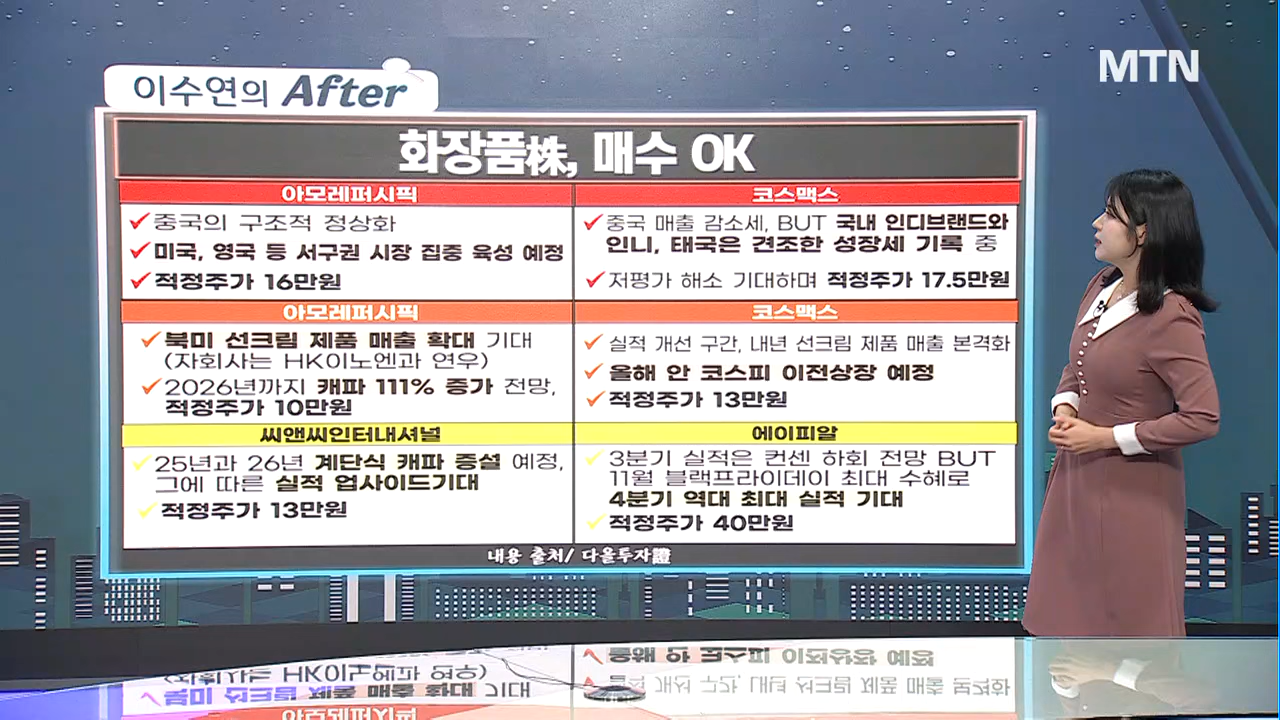 MTN
이수연의 After
화장품株, 매수 OK
아모레퍼시픽
✓중국의 구조적 정상화
✓미국, 영국 등 서구권 시장 집중 육성 예정
✓적정주가 16만원
코스맥스
✓중국 매출 감소세, BUT 국내 인디브랜드와
인니, 태국은 견조한 성장세 기록 중
✓저평가 해소 기대하며 적정주가 17.5만원
아모레퍼시픽
✓북미 선크림 제품 매출 확대 기대
(자회사는 HK이노엔과 연우)
✓2026년까지 캐파 111% 증가 전망,
적정주가 10만원
코스맥스
✓실적 개선 구간, 내년 선크림 제품 매출 본격화
✓올해 안 코스피 이전상장 예정
✓적정주가 13만원
씨앤씨인터내셔널
✓25년과 26년 계단식 캐파 증설 예정,
그에 따른 실적 업사이드기대
✓적정주가 13만원
에이피알
✓3분기 실적은 컨센 하회 전망 BUT
11월 블랙프라이데이 최대 수혜로
4분기 역대 최대 실적 기대
✓적정주가 40만원
내용 출처/ 다올투자證